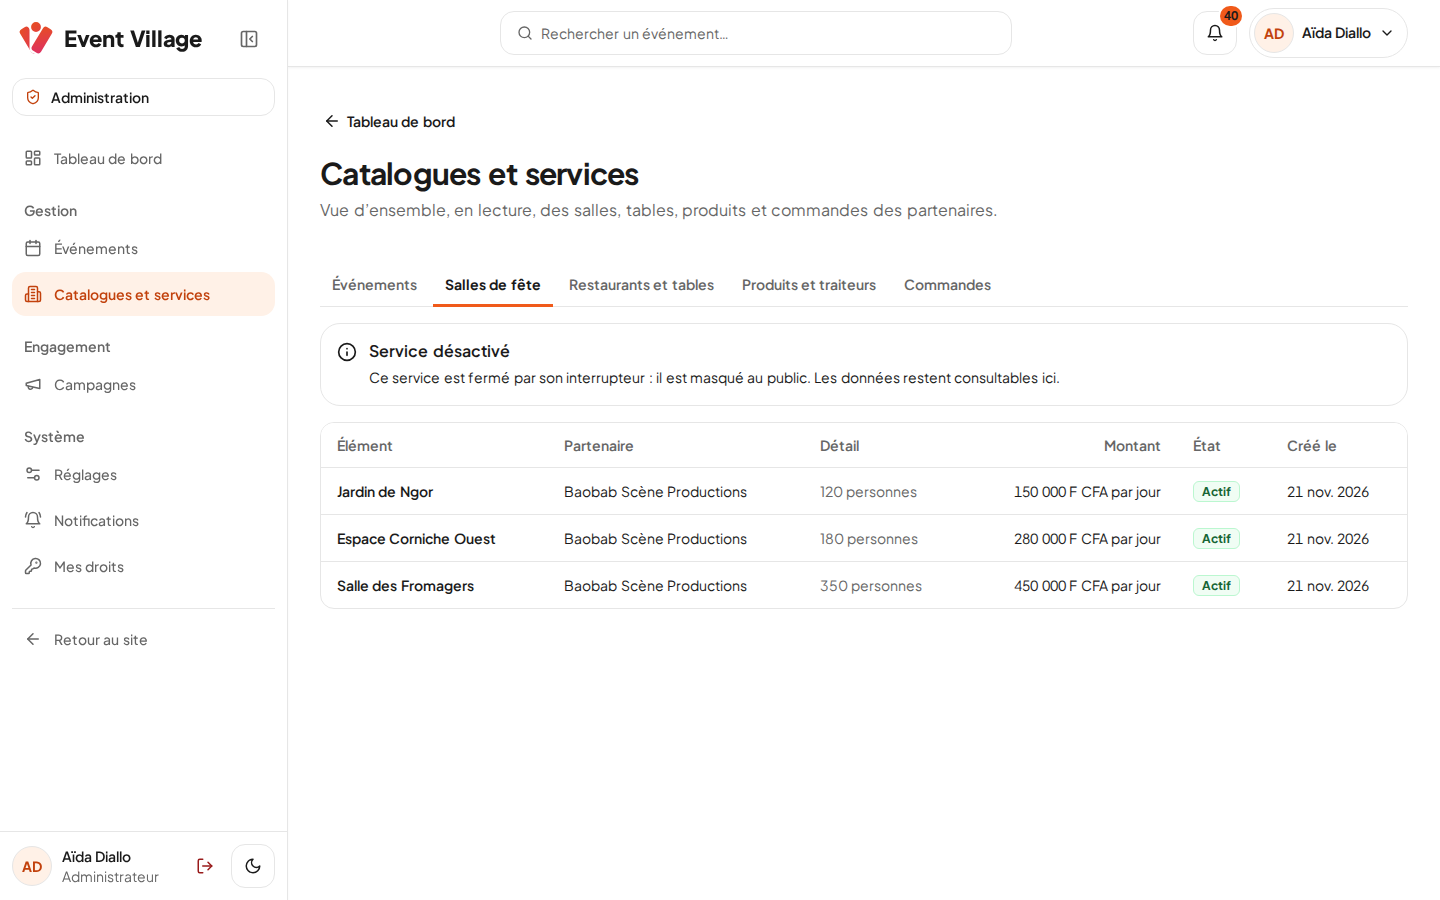 Event Village
Rechercher un événement…
40
AD
Aïda Diallo
Administration
Tableau de bord
Gestion
Événements
Catalogues et services
Engagement
Campagnes
Système
Réglages
Notifications
Mes droits
Retour au site
AD
Aïda Diallo
Administrateur
Tableau de bord
Catalogues et services
Vue d’ensemble, en lecture, des salles, tables, produits et commandes des partenaires.
Événements Salles de fête Restaurants et tables Produits et traiteurs Commandes
Service désactivé
Ce service est fermé par son interrupteur : il est masqué au public. Les données restent consultables ici.
Élément Partenaire Détail Montant État Créé le
Jardin de Ngor Baobab Scène Productions 120 personnes 150 000 F CFA par jour Actif 21 nov. 2026
Espace Corniche Ouest Baobab Scène Productions 180 personnes 280 000 F CFA par jour Actif 21 nov. 2026
Salle des Fromagers Baobab Scène Productions 350 personnes 450 000 F CFA par jour Actif 21 nov. 2026